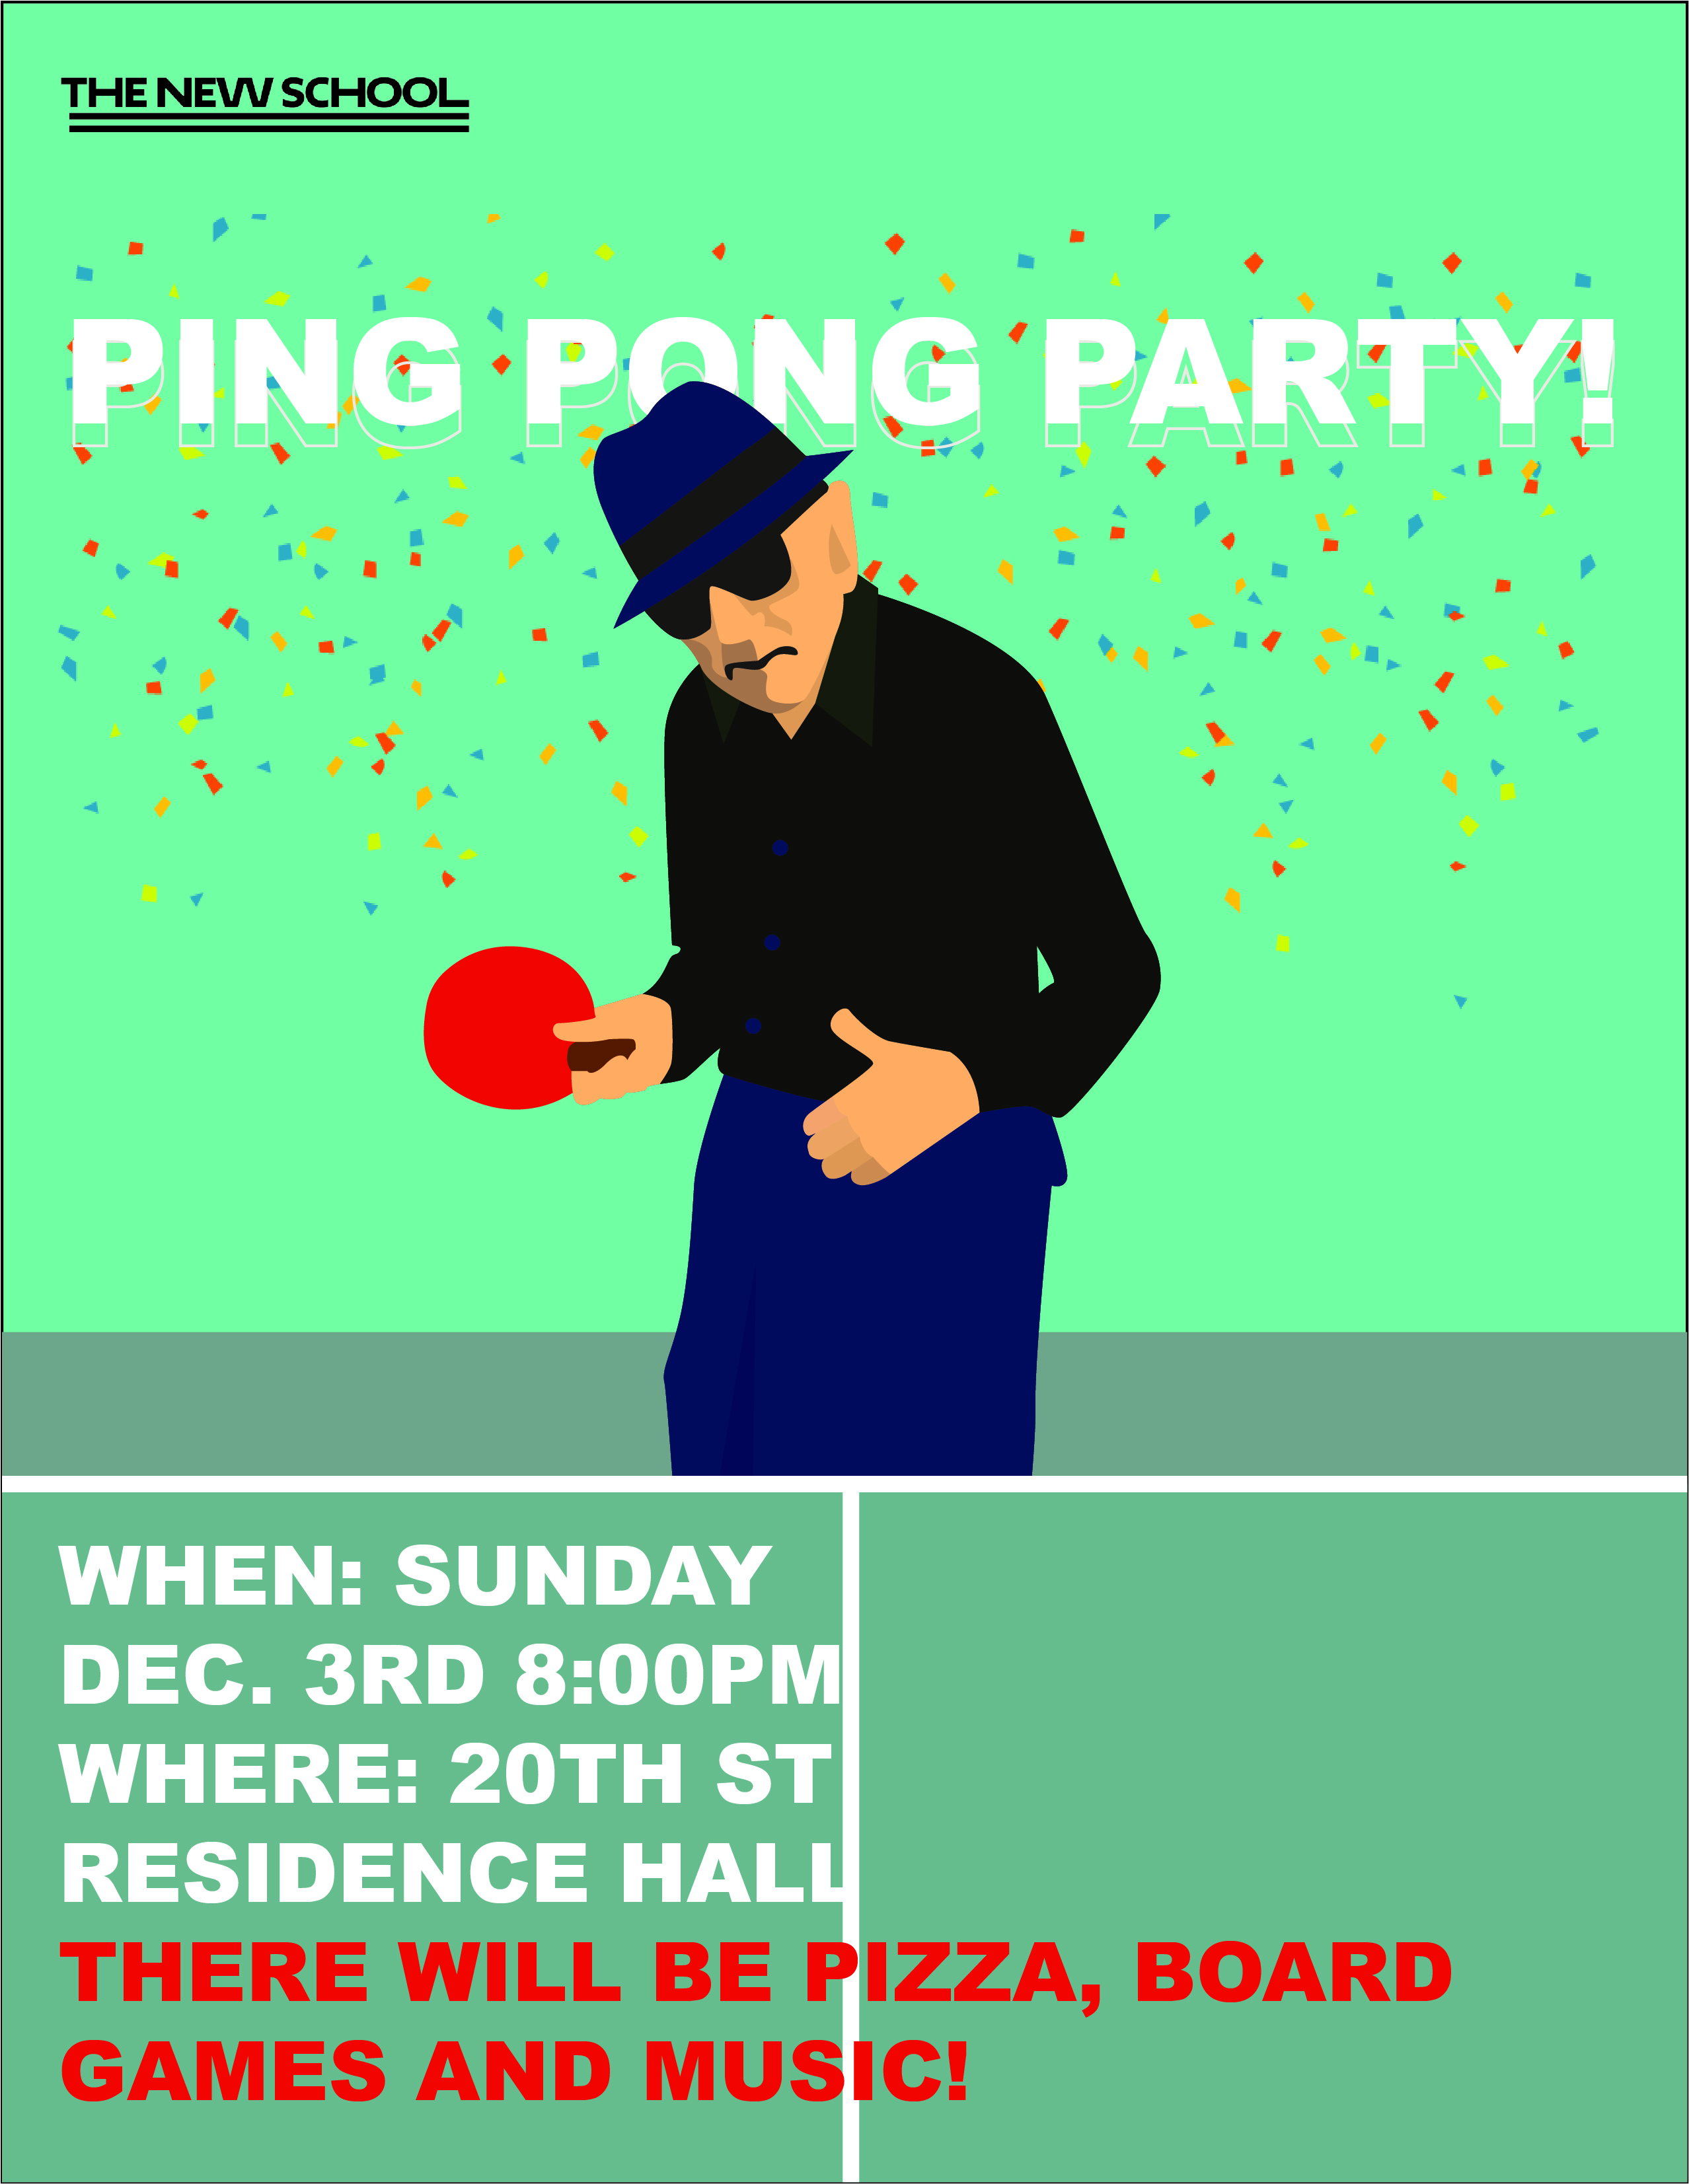 THE NEW SCHOOL
PING PONG PARTY!
WHEN: SUNDAY
DEC. 3RD 8:00PM
WHERE: 20TH ST
RESIDENCE HALL
THERE WILL BE PIZZA, BOARD
GAMES AND MUSIC!